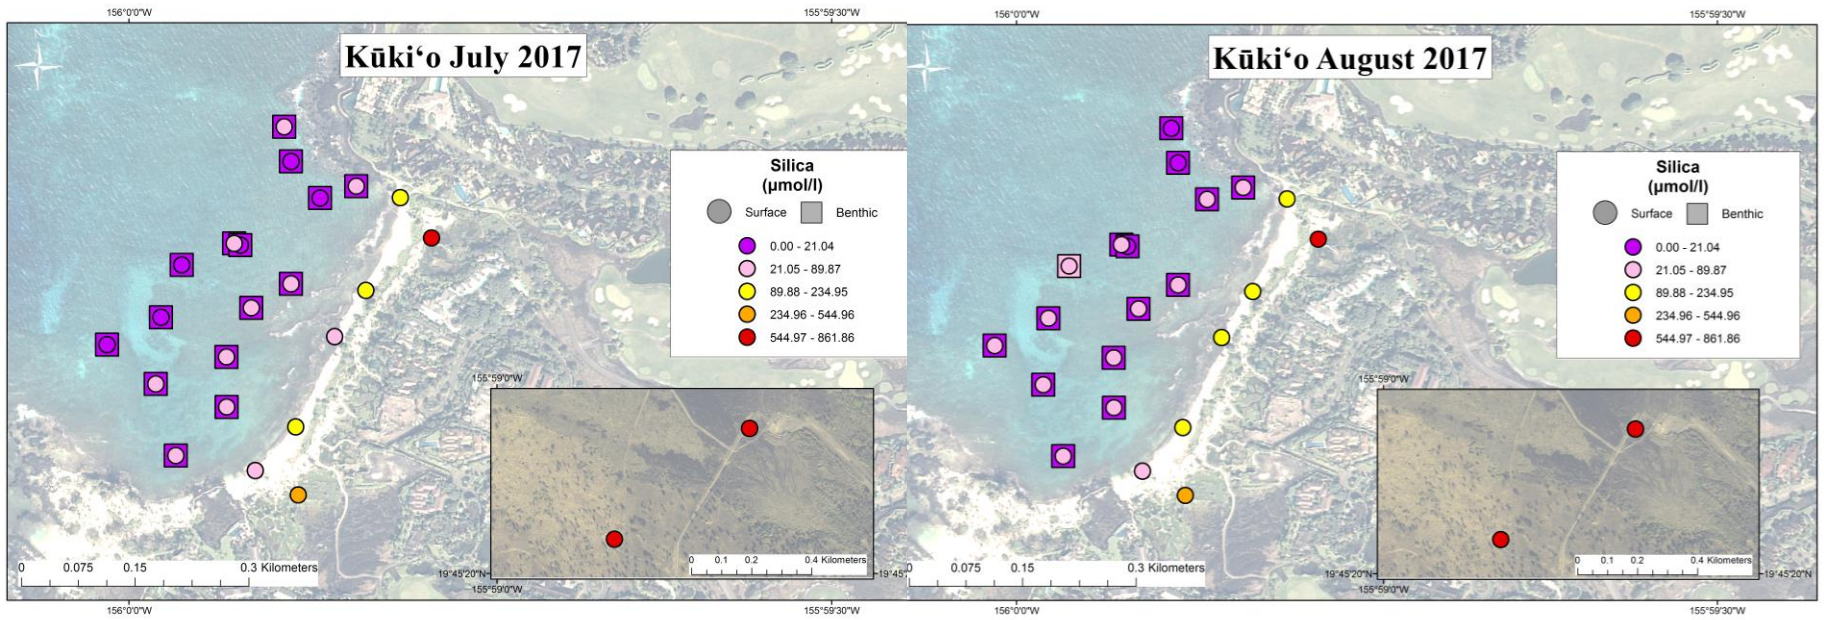 156°0'0"W
155°59'30"W
156°0'0"W
155°59'30"W
N
Kūki‘o July 2017
Silica
(µmol/l)
Surface
Benthic
0.00 - 21.04
21.05 - 89.87
89.88 - 234.95
234.96 - 544.96
544.97 - 861.86
155°59'0"W
0 0.1 0.2 0.4 Kilometers
19°45'20"N
155°59'0"W
0 0.075 0.15 0.3 Kilometers
156°0'0"W
155°59'30"W
N
Kūki‘o August 2017
Silica
(µmol/l)
Surface
Benthic
0.00 - 21.04
21.05 - 89.87
89.88 - 234.95
234.96 - 544.96
544.97 - 861.86
155°59'0"W
0 0.1 0.2 0.4 Kilometers
19°45'20"N
155°59'0"W
0 0.075 0.15 0.3 Kilometers
156°0'0"W
155°59'30"W